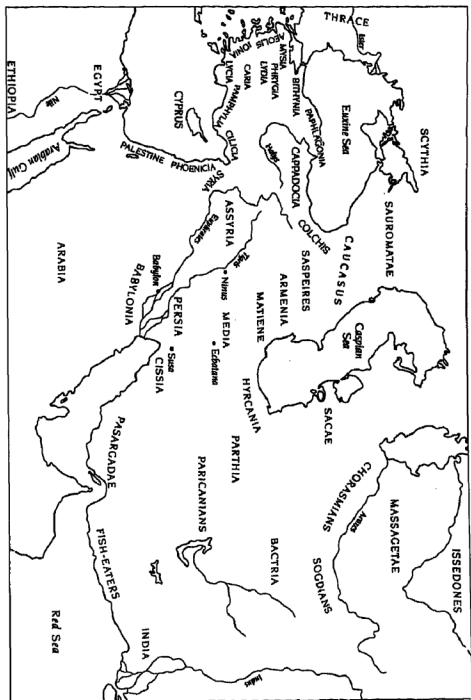 THRACE
Ister
SCYTHIA
SAUROMATAE
ISSEDONES
MASSAGETAE
Araxes
CHORASMIANS
Euxine Sea
CAUCASUS
Caspian
Sea
SACAE
SOGDIANS
COLCHIS
SASPEIRES
ARMENIA
MATIENE
HYRCANIA
PARTHIA
BACTRIA
PARICANIANS
AEOLIS
IONIA
MYSIA
BITHYNIA
PAPHLAGONIA
PHRYGIA
LYDIA
CARIA
LYCIA
PAMPHYLIA
CILICIA
Halys
CAPPADOCIA
SYRIA
ASSYRIA
Tigris
Euphrates
Ninus
MEDIA
Ecbatana
CYPRUS
PHOENICIA
PALESTINE
Babylon
BABYLONIA
PERSIA
Susa
CISSIA
PASARGADAE
FISH-EATERS
INDIA
Indus
EGYPT
Nile
ETHIOPIA
Arabian Gulf
ARABIA
Red Sea